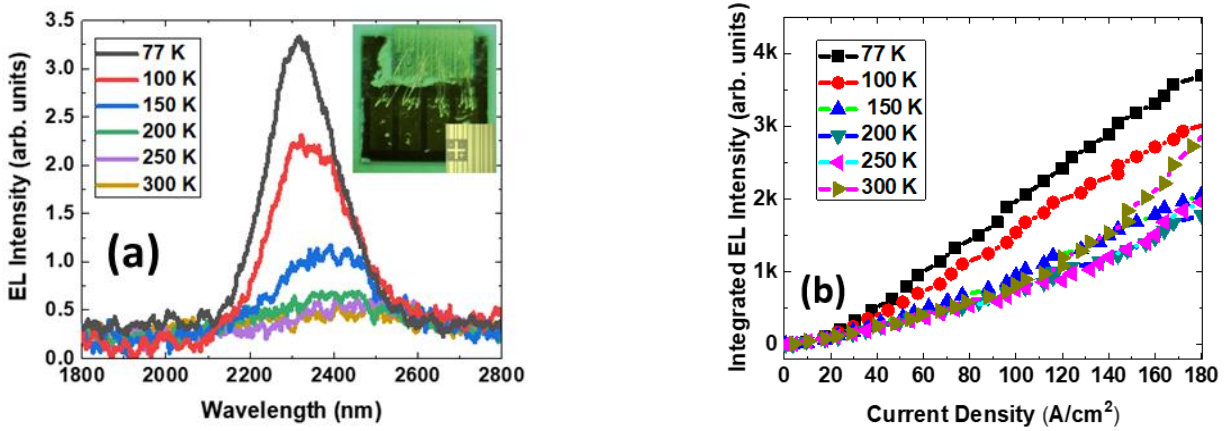 EL Intensity (arb. units)
3.5
3.0
2.5
2.0
1.5
1.0
0.5
0.0
77 K
100 K
150 K
200 K
250 K
300 K
(a)
1800
2000
2200
2400
2600
2800
Wavelength (nm)
Integrated EL Intensity (arb. units)
4k
3k
2k
1k
0
77 K
100 K
150 K
200 K
250 K
300 K
(b)
0
20
40
60
80
100
120
140
160
180
Current Density (A/cm²)